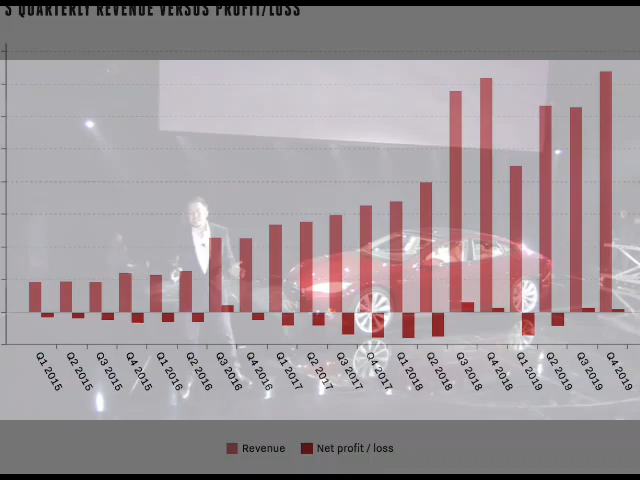 'S QUARTERLY REVENUE VERSUS PROFIT/LOSS
Q1 2015
Q2 2015
Q3 2015
Q4 2015
Q1 2016
Q2 2016
Q3 2016
Q4 2016
Q1 2017
Q2 2017
Q3 2017
Q4 2017
Q1 2018
Q2 2018
Q3 2018
Q4 2018
Q1 2019
Q2 2019
Q3 2019
Q4 2019
Revenue
Net profit / loss